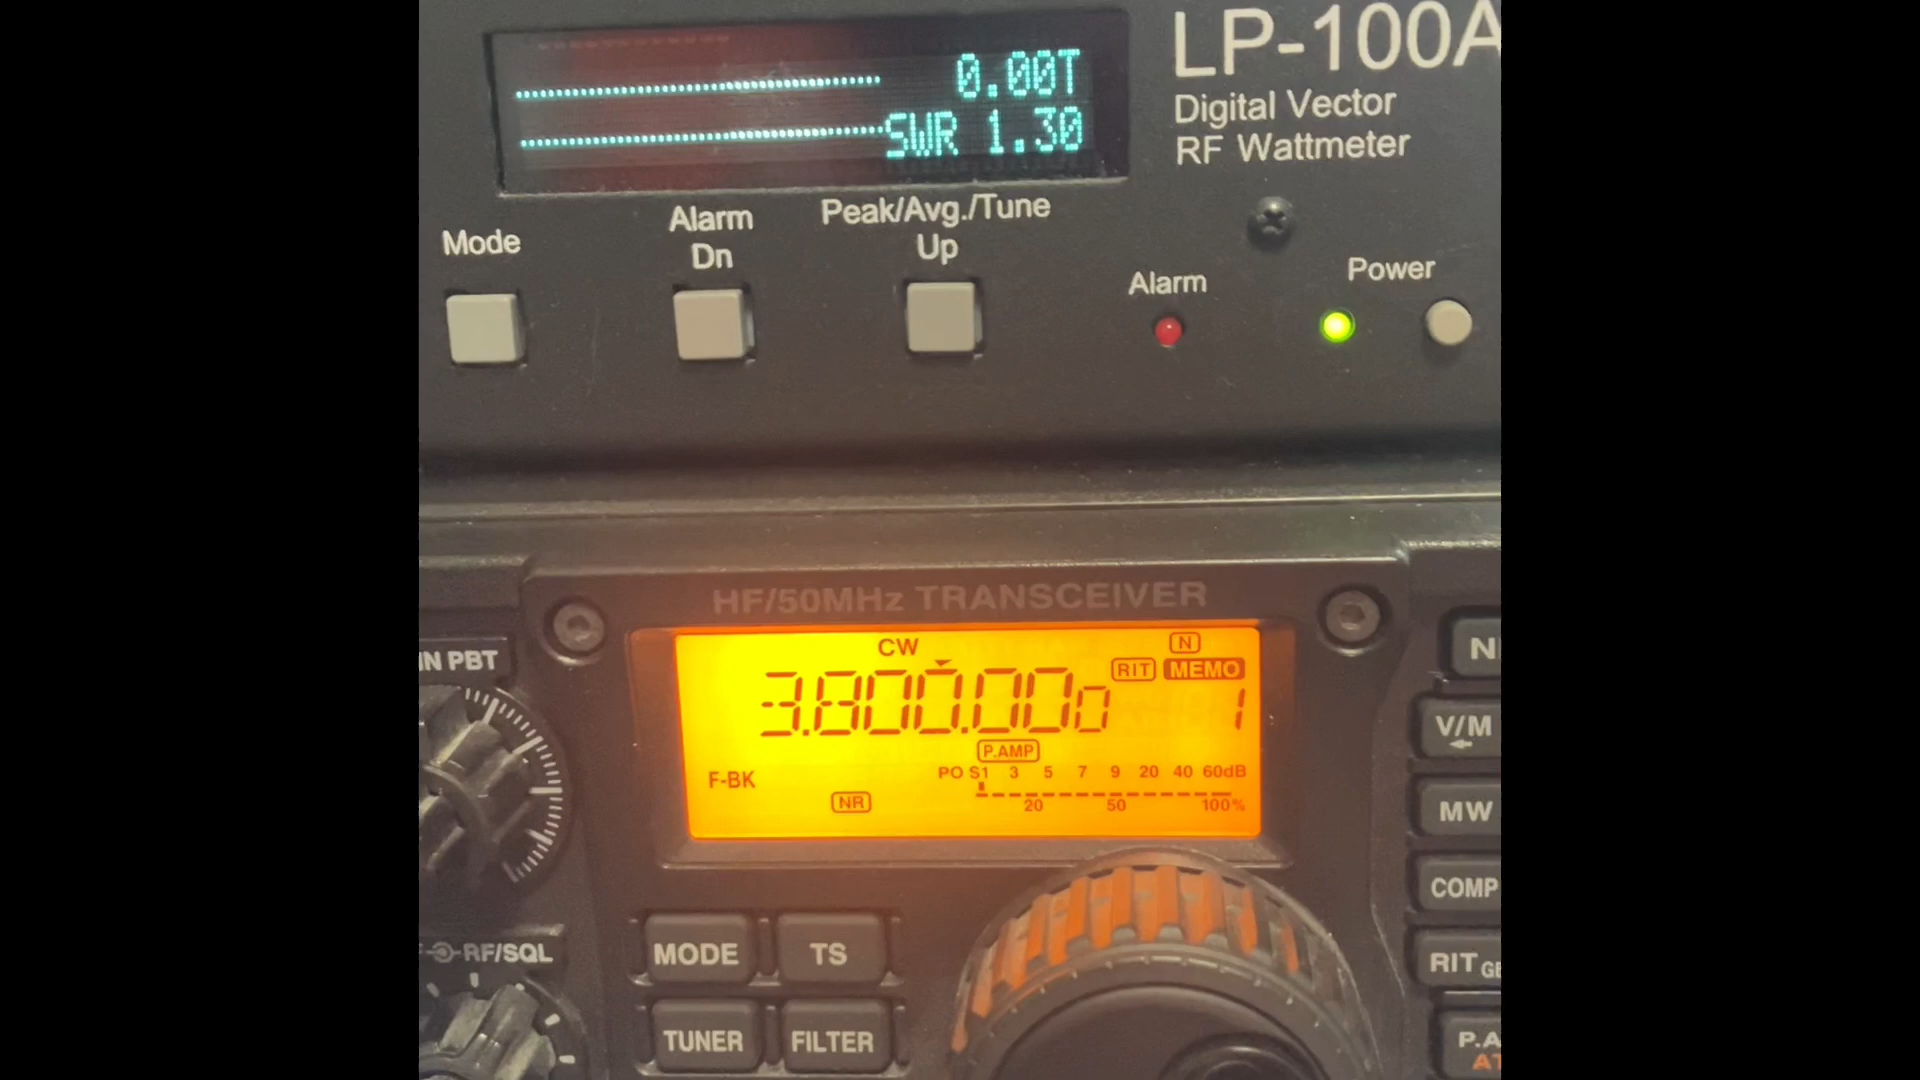 LP-100A
0.00T
Digital Vector
SWR 1.30
RF Wattmeter
Mode
Alarm
Dn
Peak/Avg./Tune
Up
Alarm
Power
HF/50MHz TRANSCEIVER
IN PBT
CW
N
RIT MEMO
3.800.000
1
P.AMP
F-BK
PO S1 3 5 7 9 20 40 60dB
NR
20 50 100%
V/M
MW
COMP
RF/SQL
MODE
TS
RIT
TUNER
FILTER